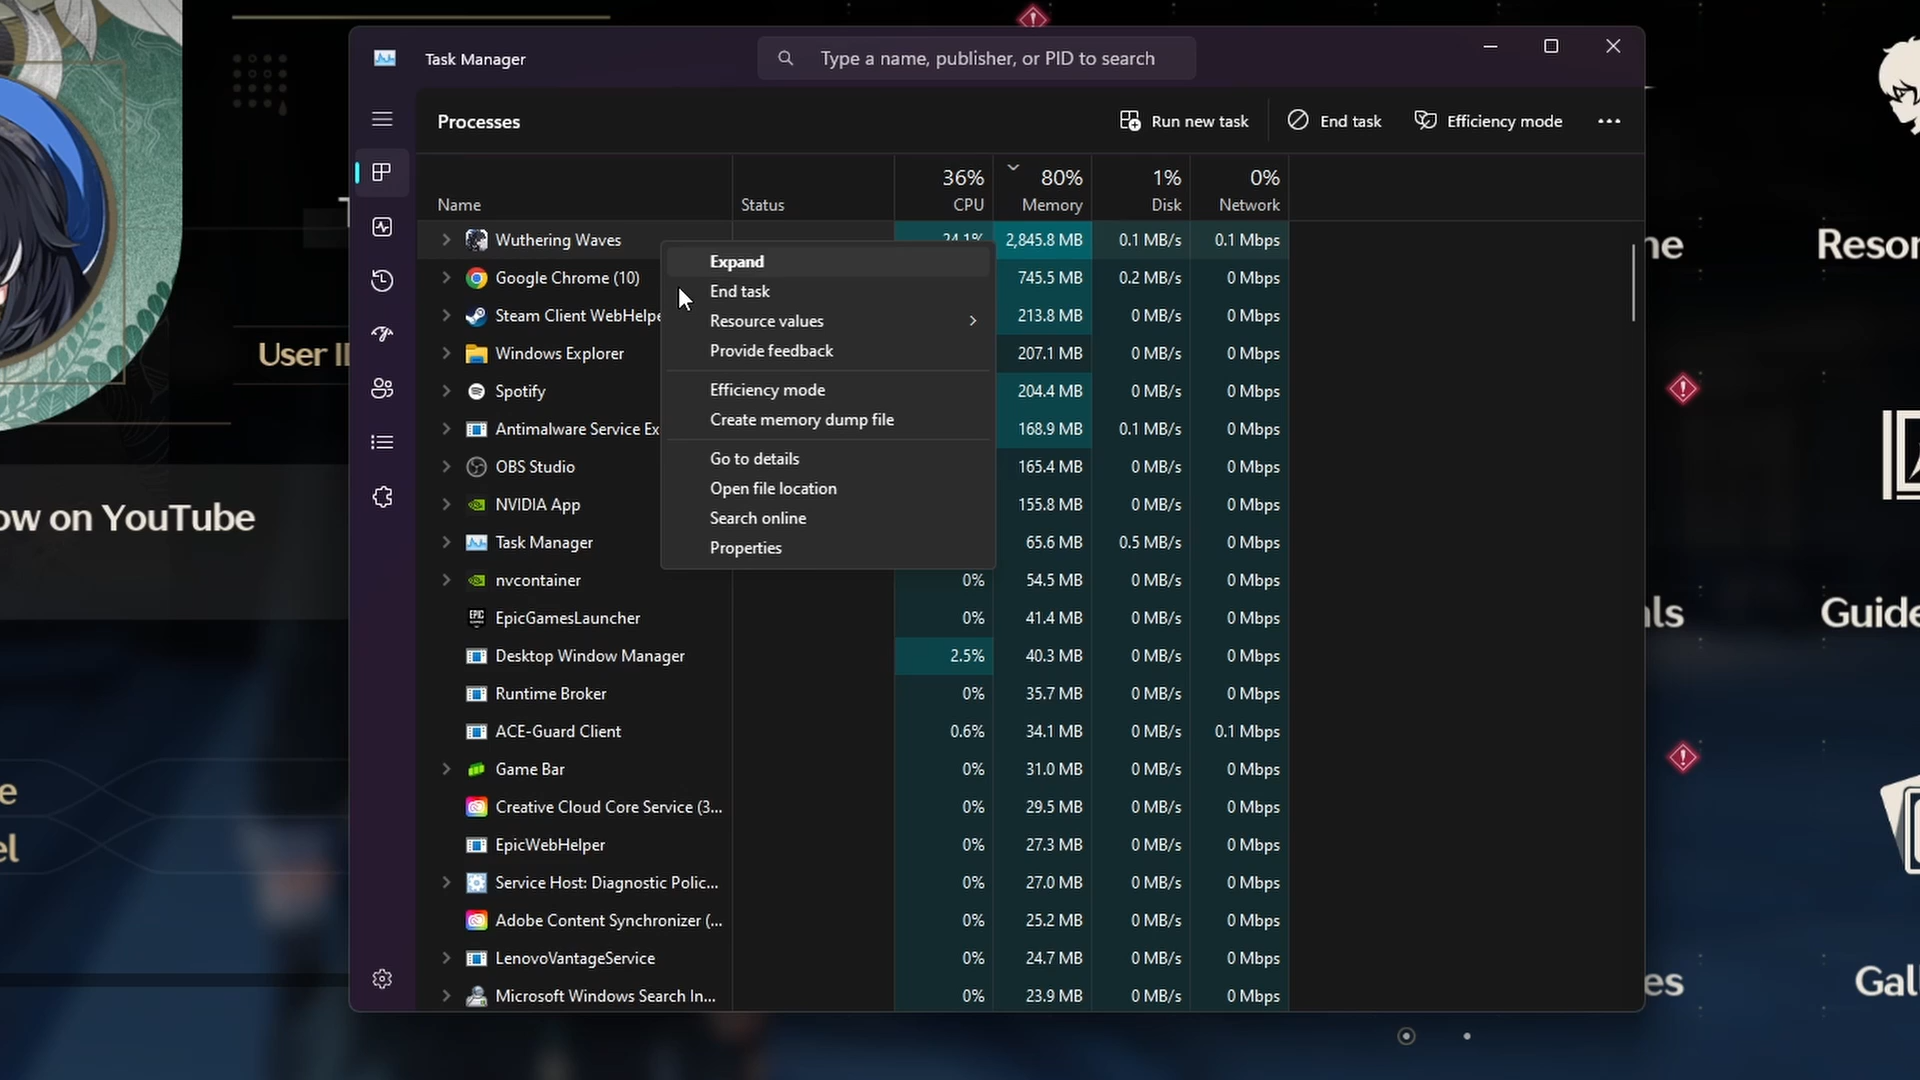 Task Manager
Type a name, publisher, or PID to search
Processes
Run new task
End task
Efficiency mode
36%
80%
1%
0%
Name
Status
CPU
Memory
Disk
Network
Wuthering Waves
24.1%
2,845.8 MB
0.1 MB/s
0.1 Mbps
Google Chrome (10)
745.5 MB
0.2 MB/s
0 Mbps
Steam Client WebHelpe
213.8 MB
0 MB/s
0 Mbps
Windows Explorer
207.1 MB
0 MB/s
0 Mbps
Spotify
204.4 MB
0 MB/s
0 Mbps
Antimalware Service Ex
168.9 MB
0.1 MB/s
0 Mbps
OBS Studio
165.4 MB
0 MB/s
0 Mbps
NVIDIA App
155.8 MB
0 MB/s
0 Mbps
Task Manager
65.6 MB
0.5 MB/s
0 Mbps
nvcontainer
0%
54.5 MB
0 MB/s
0 Mbps
EpicGamesLauncher
0%
41.4 MB
0 MB/s
0 Mbps
Desktop Window Manager
2.5%
40.3 MB
0 MB/s
0 Mbps
Runtime Broker
0%
35.7 MB
0 MB/s
0 Mbps
ACE-Guard Client
0.6%
34.1 MB
0 MB/s
0.1 Mbps
Game Bar
0%
31.0 MB
0 MB/s
0 Mbps
Creative Cloud Core Service (3...
0%
29.5 MB
0 MB/s
0 Mbps
EpicWebHelper
0%
27.3 MB
0 MB/s
0 Mbps
Service Host: Diagnostic Polic...
0%
27.0 MB
0 MB/s
0 Mbps
Adobe Content Synchronizer (...
0%
25.2 MB
0 MB/s
0 Mbps
LenovoVantageService
0%
24.7 MB
0 MB/s
0 Mbps
Microsoft Windows Search In...
0%
23.9 MB
0 MB/s
0 Mbps
Expand
End task
Resource values
Provide feedback
Efficiency mode
Create memory dump file
Go to details
Open file location
Search online
Properties
User I
ow on YouTube
e
el
ne
Reson
als
Guide
es
Gal